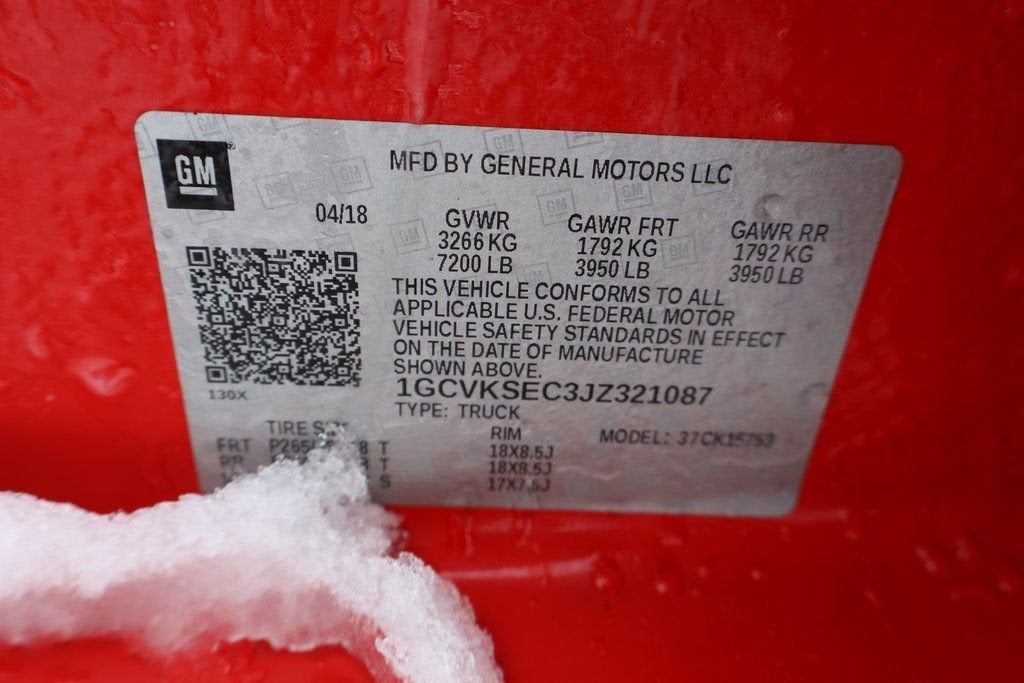 GM
MFD BY GENERAL MOTORS LLC
04/18
GVWR GAWR FRT GAWR RR
3266 KG 1792 KG 1792 KG
7200 LB 3950 LB 3950 LB
THIS VEHICLE CONFORMS TO ALL
APPLICABLE U.S. FEDERAL MOTOR
VEHICLE SAFETY STANDARDS IN EFFECT
ON THE DATE OF MANUFACTURE
SHOWN ABOVE.
130X
1GCVKSEC3JZ321087
TYPE: TRUCK
TIRE RIM MODEL: 37CK15753
FRT T 18X8.5J
RR T 18X8.5J
S 17X7.5J